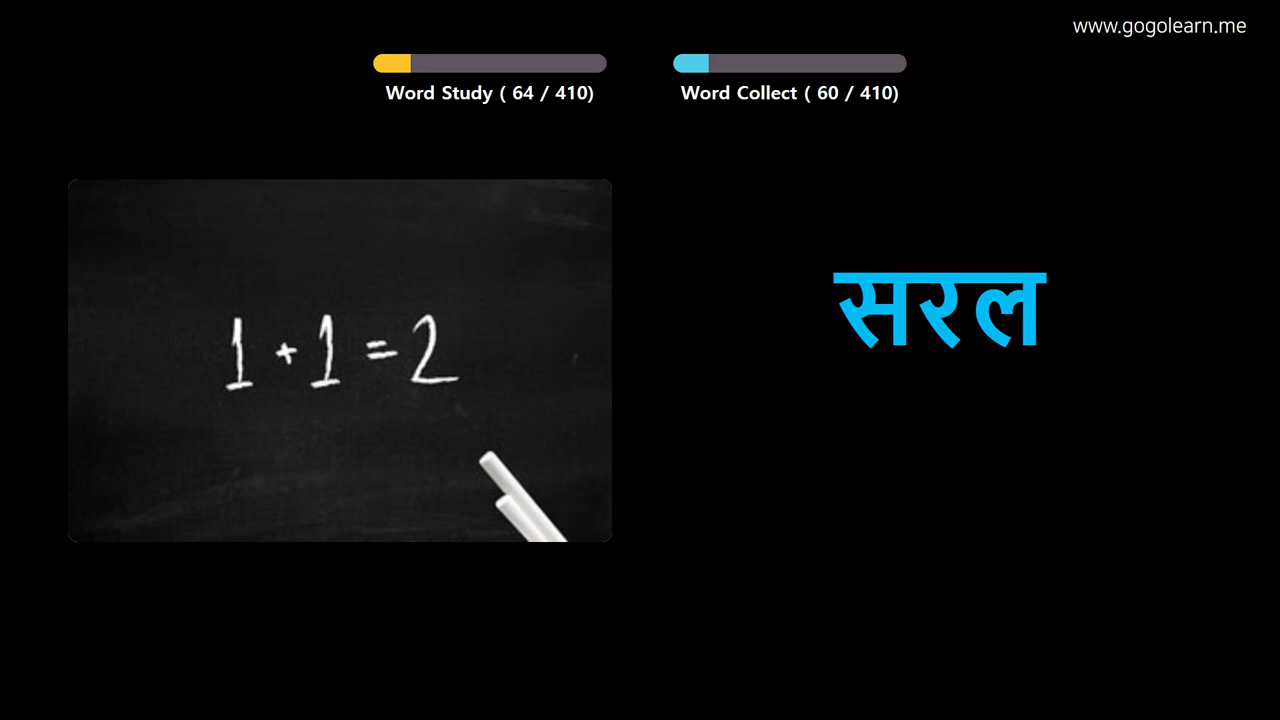 www.gogolearn.me
Word Study ( 64 / 410)
Word Collect ( 60 / 410)
1 + 1 = 2
सरल